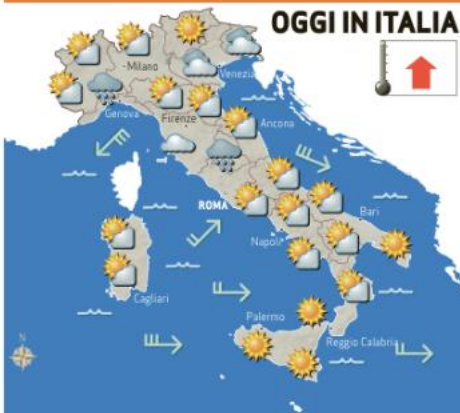 OGGI IN ITALIA
Milano
Venezia
Genova
Firenze
Ancona
ROMA
Bari
Napoli
Cagliari
Palermo
Reggio Calabria
N